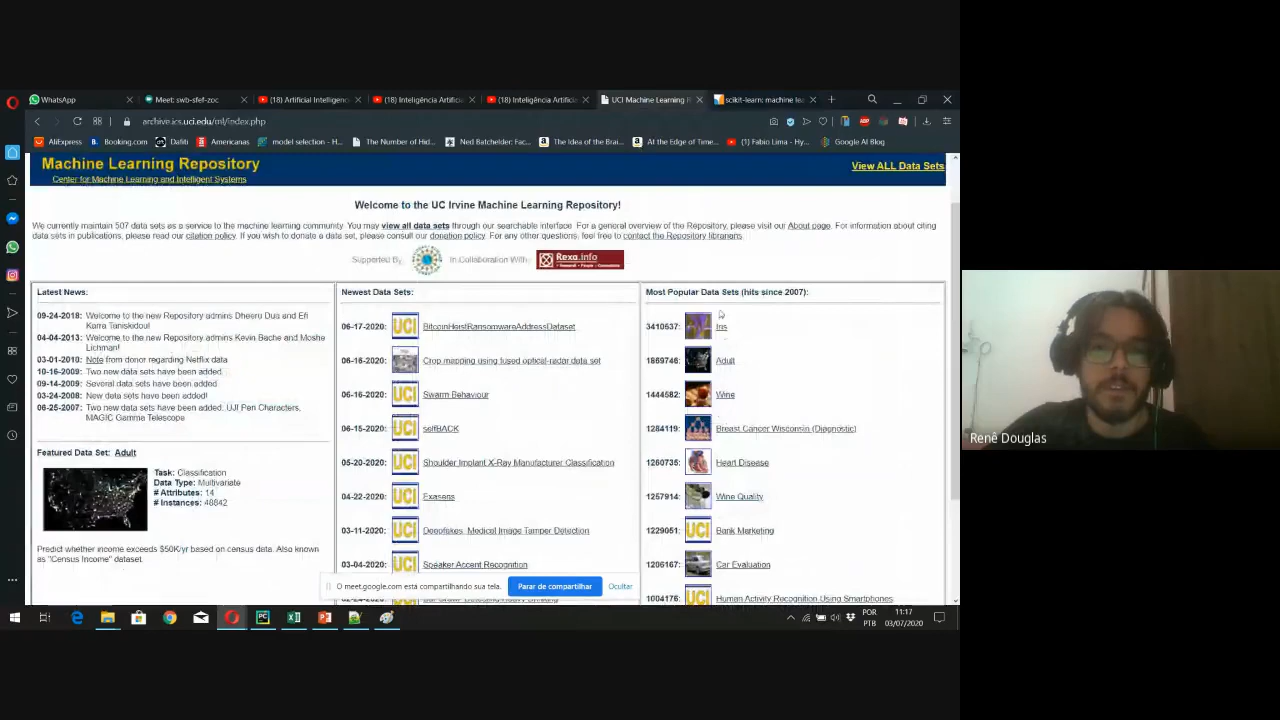 WhatsApp
Meet: swb-sfef-zoc
(18) Artificial Intelligenc
(18) Inteligência Artificia
(18) Inteligência Artificia
UCI Machine Learning R
scikit-learn: machine lea
archive.ics.uci.edu/ml/index.php
AliExpress
Booking.com
Dafiti
Americanas
model selection - H...
The Number of Hid...
Ned Batchelder: Fac...
The Idea of the Brai...
At the Edge of Time...
(1) Fabio Lima - Hy...
Google AI Blog
Machine Learning Repository
Center for Machine Learning and Intelligent Systems
View ALL Data Sets
Welcome to the UC Irvine Machine Learning Repository!
We currently maintain 507 data sets as a service to the machine learning community. You may view all data sets through our searchable interface. For a general overview of the Repository, please visit our About page. For information about citing
data sets in publications, please read our citation policy. If you wish to donate a data set, please consult our donation policy. For any other questions, feel free to contact the Repository librarians.
Supported By:
In Collaboration With:
Rexa.info
Latest News:
09-24-2018: Welcome to the new Repository admins Dheeru Dua and Efi
Karra Taniskidou!
04-04-2013: Welcome to the new Repository admins Kevin Bache and Moshe
Lichman!
03-01-2010: Note from donor regarding Netflix data
10-16-2009: Two new data sets have been added.
09-14-2009: Several data sets have been added
03-24-2008: New data sets have been added!
06-25-2007: Two new data sets have been added: UJI Pen Characters,
MAGIC Gamma Telescope
Featured Data Set: Adult
Task: Classification
Data Type: Multivariate
# Attributes: 14
# Instances: 48842
Predict whether income exceeds $50K/yr based on census data. Also known
as "Census Income" dataset.
Newest Data Sets:
06-17-2020: UCI BitcoinHeistRansomwareAddressDataset
06-16-2020: Crop mapping using fused optical-radar data set
06-16-2020: UCI Swarm Behaviour
06-15-2020: UCI selfBACK
05-20-2020: UCI Shoulder Implant X-Ray Manufacturer Classification
04-22-2020: UCI Exasens
03-11-2020: UCI Deepfakes: Medical Image Tamper Detection
03-04-2020: UCI Speaker Accent Recognition
Most Popular Data Sets (hits since 2007):
3410637: Iris
1869746: Adult
1444582: Wine
1284119: Breast Cancer Wisconsin (Diagnostic)
1260735: Heart Disease
1257914: Wine Quality
1229051: UCI Bank Marketing
1206167: Car Evaluation
1004176: UCI Human Activity Recognition Using Smartphones
O meet.google.com está compartilhando sua tela.
Parar de compartilhar
Ocultar
POR
PTB
11:17
03/07/2020
Renê Douglas